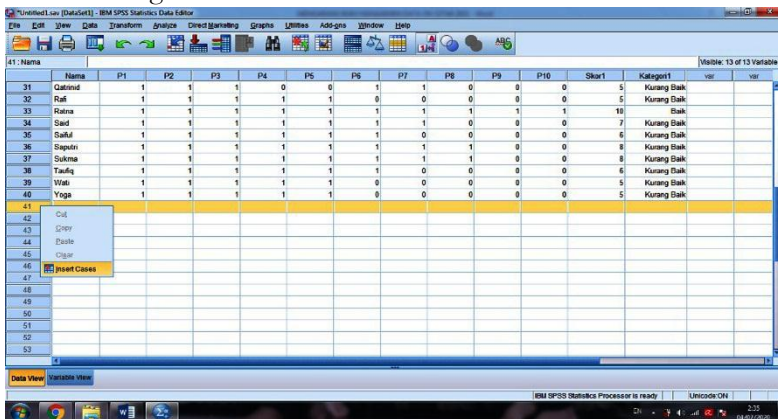 *Untitled1.sav [DataSet1] - IBM SPSS Statistics Data Editor
File Edit View Data Transform Analyze Direct Marketing Graphs Utilities Add-ons Window Help
41 : Nama Visible: 13 of 13 Variable
Nama P1 P2 P3 P4 P5 P6 P7 P8 P9 P10 Skor1 Kategori1 var var
31 Qatrinid 1 1 1 0 0 1 1 0 0 0 5 Kurang Baik
32 Rafi 1 1 1 1 1 0 0 0 0 0 5 Kurang Baik
33 Ratna 1 1 1 1 1 1 1 1 1 1 10 Baik
34 Said 1 1 1 1 1 1 1 0 0 0 7 Kurang Baik
35 Saiful 1 1 1 1 1 1 0 0 0 0 6 Kurang Baik
36 Saputri 1 1 1 1 1 1 1 1 0 0 8 Kurang Baik
37 Sukma 1 1 1 1 1 1 1 1 0 0 8 Kurang Baik
38 Taufiq 1 1 1 1 1 1 0 0 0 0 6 Kurang Baik
39 Wati 1 1 1 1 1 0 0 0 0 0 5 Kurang Baik
40 Yoga 1 1 1 1 1 0 0 0 0 0 5 Kurang Baik
41
42 Cut
43 Copy
44 Paste
45 Clear
46 Insert Cases
47
48
49
50
51
52
53
Data View Variable View
IBM SPSS Statistics Processor is ready Unicode:ON
2:35
04/02/2020